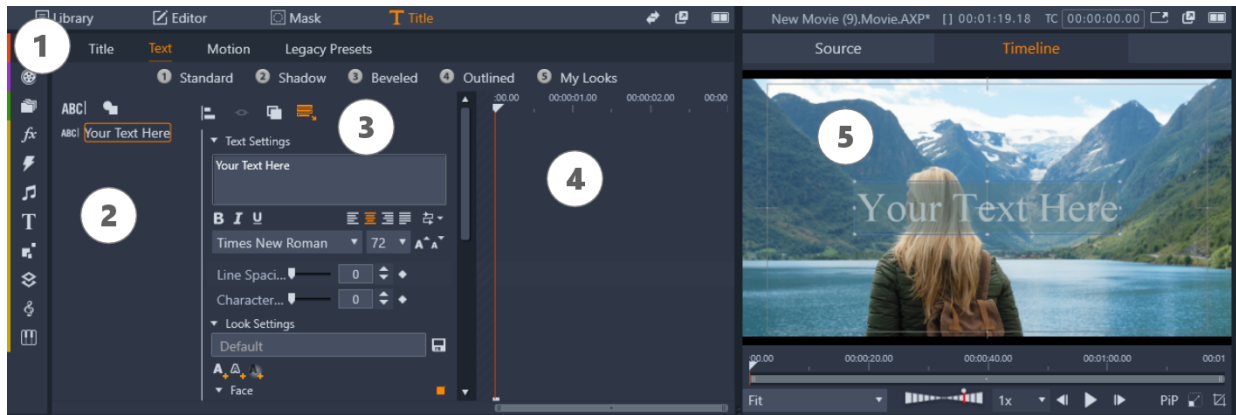 Library Editor Mask Title
New Movie (9).Movie.AXP* [] 00:01:19.18 TC 00:00:00.00
1
Title Text Motion Legacy Presets
Source Timeline
1 Standard 2 Shadow 3 Beveled 4 Outlined 5 My Looks
:00.00 00:00:01.00 00:00:02.00 00:00
ABC
ABC Your Text Here
fx
T
2
3
Text Settings
Your Text Here
B I U
Times New Roman 72 A A
Line Spaci... 0
Character... 0
Look Settings
Default
A A A
Face
4
5
Your Text Here
:00.00 00:00:20.00 00:00:40.00 00:01:00.00 00:01
Fit 1x PiP